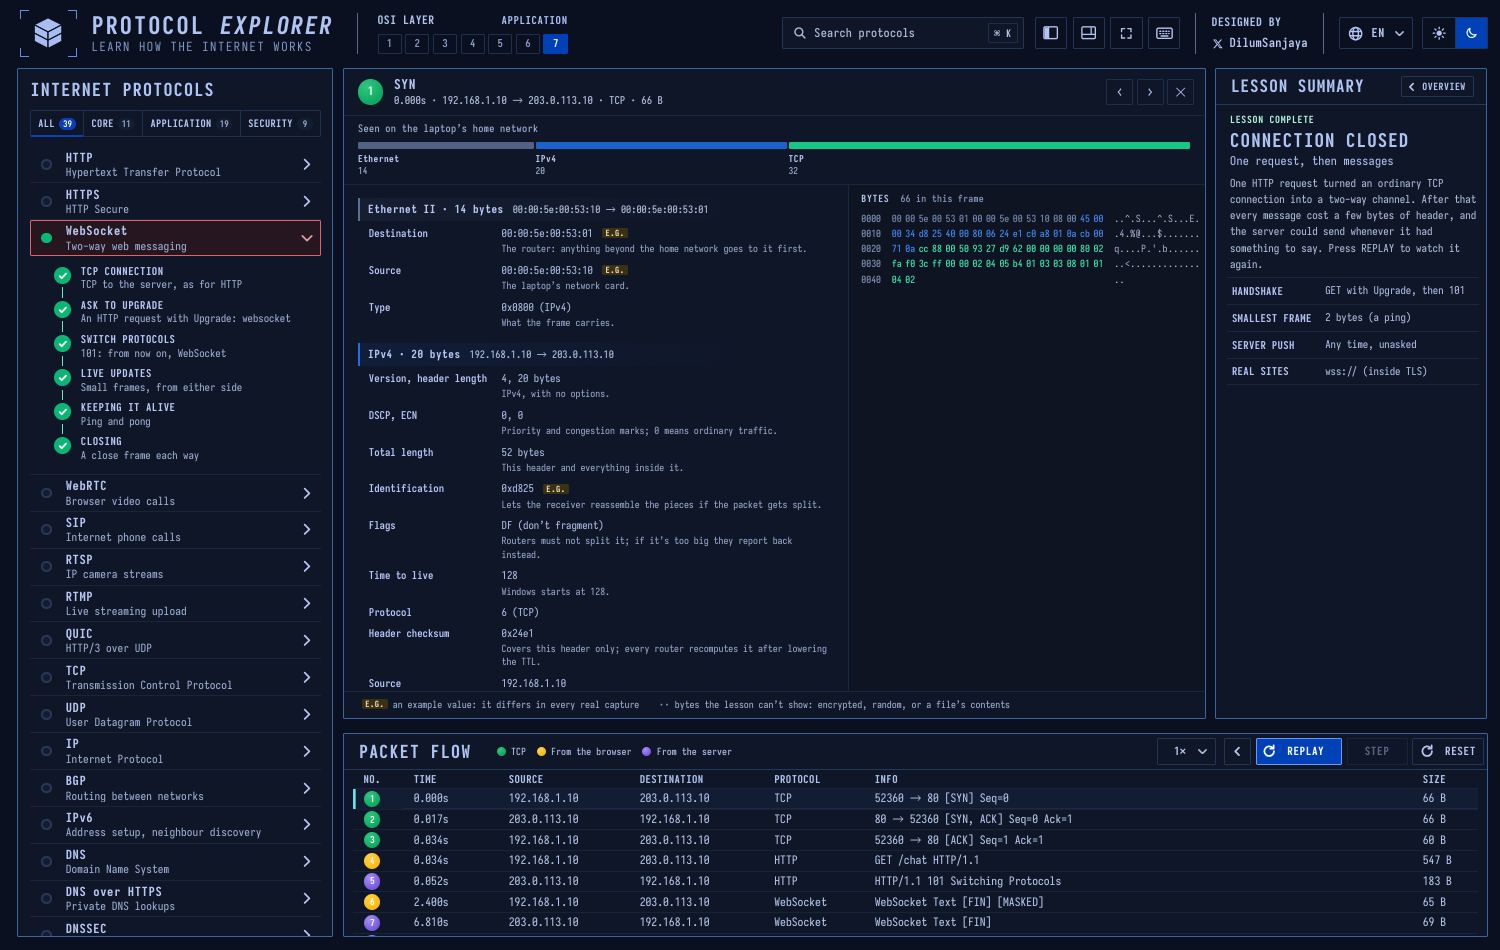 PROTOCOL EXPLORER
LEARN HOW THE INTERNET WORKS
OSI LAYER APPLICATION
1 2 3 4 5 6 7
Search protocols ⌘ K
DESIGNED BY
DilumSanjaya
EN
INTERNET PROTOCOLS
ALL 39 CORE 11 APPLICATION 19 SECURITY 9
HTTP
Hypertext Transfer Protocol
HTTPS
HTTP Secure
WebSocket
Two-way web messaging
TCP CONNECTION
TCP to the server, as for HTTP
ASK TO UPGRADE
An HTTP request with Upgrade: websocket
SWITCH PROTOCOLS
101: from now on, WebSocket
LIVE UPDATES
Small frames, from either side
KEEPING IT ALIVE
Ping and pong
CLOSING
A close frame each way
WebRTC
Browser video calls
SIP
Internet phone calls
RTSP
IP camera streams
RTMP
Live streaming upload
QUIC
HTTP/3 over UDP
TCP
Transmission Control Protocol
UDP
User Datagram Protocol
IP
Internet Protocol
BGP
Routing between networks
IPv6
Address setup, neighbour discovery
DNS
Domain Name System
DNS over HTTPS
Private DNS lookups
DNSSEC
1 SYN
0.000s · 192.168.1.10 → 203.0.113.10 · TCP · 66 B
Seen on the laptop’s home network
Ethernet IPv4 TCP
14 20 32
Ethernet II · 14 bytes 00:00:5e:00:53:10 → 00:00:5e:00:53:01
Destination 00:00:5e:00:53:01 E.G.
The router: anything beyond the home network goes to it first.
Source 00:00:5e:00:53:10 E.G.
The laptop’s network card.
Type 0x0800 (IPv4)
What the frame carries.
IPv4 · 20 bytes 192.168.1.10 → 203.0.113.10
Version, header length 4, 20 bytes
IPv4, with no options.
DSCP, ECN 0, 0
Priority and congestion marks; 0 means ordinary traffic.
Total length 52 bytes
This header and everything inside it.
Identification 0xd825 E.G.
Lets the receiver reassemble the pieces if the packet gets split.
Flags DF (don’t fragment)
Routers must not split it; if it’s too big they report back
instead.
Time to live 128
Windows starts at 128.
Protocol 6 (TCP)
Header checksum 0x24e1
Covers this header only; every router recomputes it after lowering
the TTL.
Source 192.168.1.10
BYTES 66 in this frame
0000 00 00 5e 00 53 01 00 00 5e 00 53 10 08 00 45 00 ..^.S...^.S...E.
0010 00 34 d8 25 40 00 80 06 24 e1 c0 a8 01 0a cb 00 .4.%@...$.......
0020 71 0a cc 88 00 50 93 27 d9 62 00 00 00 00 80 02 q....P.'.b......
0030 fa f0 3c ff 00 00 02 04 05 b4 01 03 03 08 01 01 ..<.............
0040 04 02 ..
E.G. an example value: it differs in every real capture ·· bytes the lesson can’t show: encrypted, random, or a file’s contents
LESSON SUMMARY OVERVIEW
LESSON COMPLETE
CONNECTION CLOSED
One request, then messages
One HTTP request turned an ordinary TCP
connection into a two-way channel. After that
every message cost a few bytes of header, and
the server could send whenever it had
something to say. Press REPLAY to watch it
again.
HANDSHAKE GET with Upgrade, then 101
SMALLEST FRAME 2 bytes (a ping)
SERVER PUSH Any time, unasked
REAL SITES wss:// (inside TLS)
PACKET FLOW TCP From the browser From the server 1× REPLAY STEP RESET
NO. TIME SOURCE DESTINATION PROTOCOL INFO SIZE
1 0.000s 192.168.1.10 203.0.113.10 TCP 52360 → 80 [SYN] Seq=0 66 B
2 0.017s 203.0.113.10 192.168.1.10 TCP 80 → 52360 [SYN, ACK] Seq=0 Ack=1 66 B
3 0.034s 192.168.1.10 203.0.113.10 TCP 52360 → 80 [ACK] Seq=1 Ack=1 60 B
4 0.034s 192.168.1.10 203.0.113.10 HTTP GET /chat HTTP/1.1 547 B
5 0.052s 203.0.113.10 192.168.1.10 HTTP HTTP/1.1 101 Switching Protocols 183 B
6 2.400s 192.168.1.10 203.0.113.10 WebSocket WebSocket Text [FIN] [MASKED] 65 B
7 6.810s 203.0.113.10 192.168.1.10 WebSocket WebSocket Text [FIN] 69 B